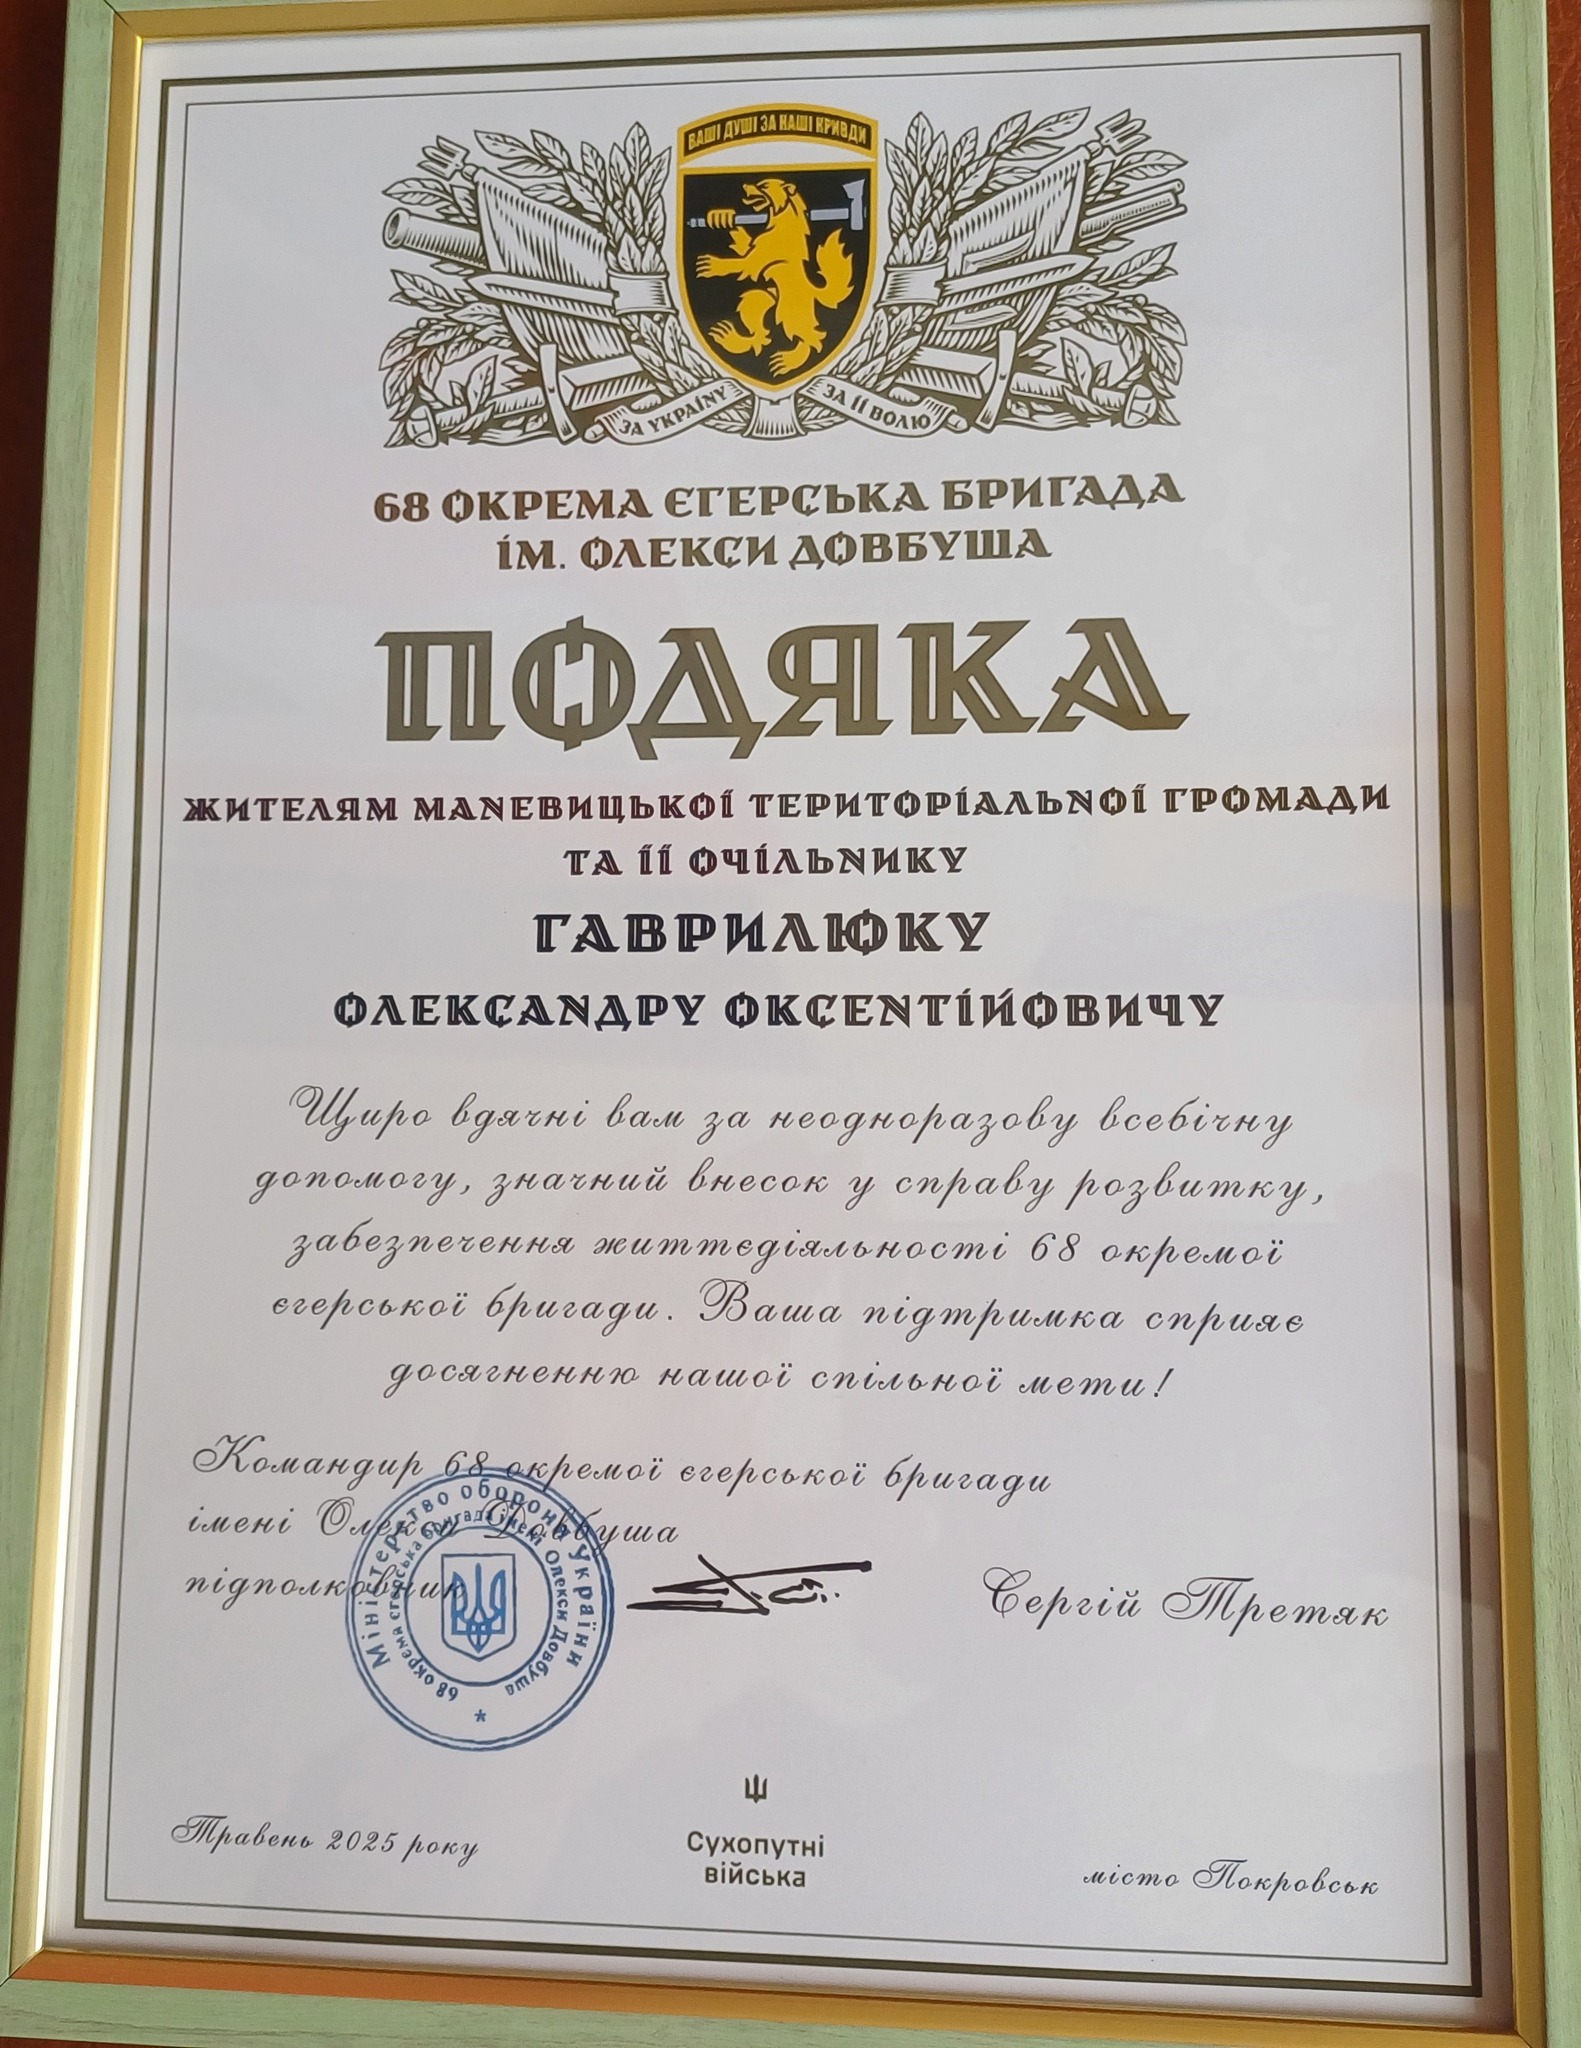 ВАШІ ДУШІ ЗА НАШІ КРИВДИ
ЗА УКРАЇНУ
ЗА ЇЇ ВОЛЮ
68 ОКРЕМА ЄГЕРСЬКА БРИГАДА
ІМ. ОЛЕКСИ ДОВБУША
ПОДЯКА
ЖИТЕЛЯМ МАНЕВИЦЬКОЇ ТЕРИТОРІАЛЬНОЇ ГРОМАДИ
ТА ЇЇ ОЧІЛЬНИКУ
ГАВРИЛЮКУ
ОЛЕКСАНДРУ ОКСЕНТІЙОВИЧУ
Щиро вдячні вам за неодноразову всебічну
допомогу, значний внесок у справу розвитку,
забезпечення життєдіяльності 68 окремої
єгерської бригади. Ваша підтримка сприяє
досягненню нашої спільної мети!
Командир 68 окремої єгерської бригади
імені Олекси Довбуша
підполковник
Сергій Третяк
Міністерство оборони України
68 окрема єгерська бригада імені Олекси Довбуша
*
Травень 2025 року
Сухопутні
війська
місто Покровськ